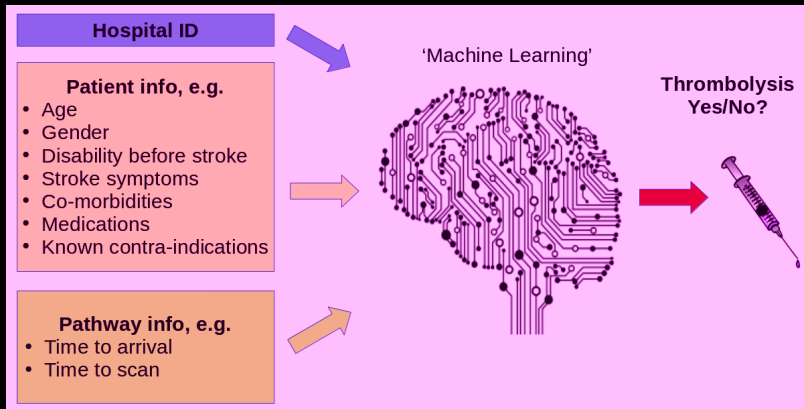 Hospital ID
Patient info, e.g.
• Age
• Gender
• Disability before stroke
• Stroke symptoms
• Co-morbidities
• Medications
• Known contra-indications
Pathway info, e.g.
• Time to arrival
• Time to scan
‘Machine Learning’
Thrombolysis
Yes/No?